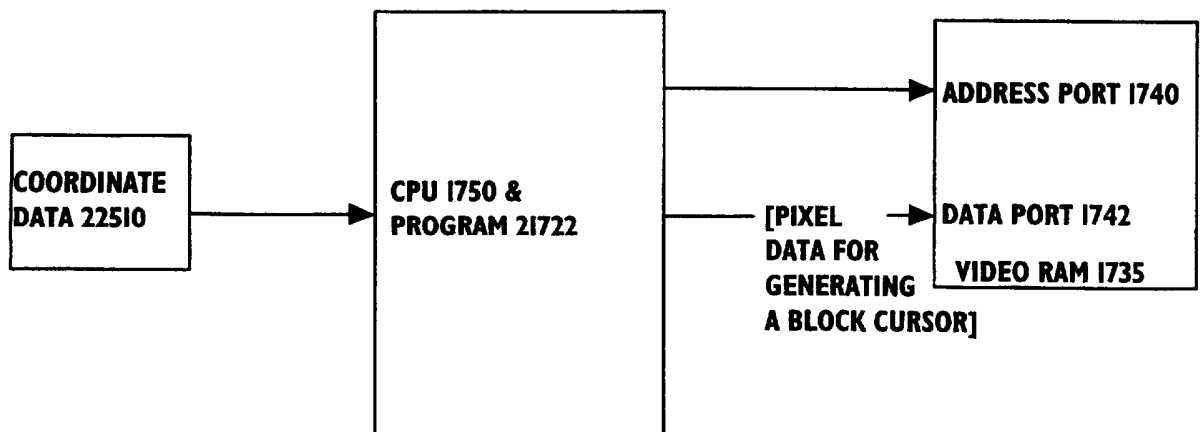 COORDINATE
DATA 22510
CPU 1750 &
PROGRAM 21722
ADDRESS PORT 1740
DATA PORT 1742
VIDEO RAM 1735
[PIXEL
DATA FOR
GENERATING
A BLOCK CURSOR]